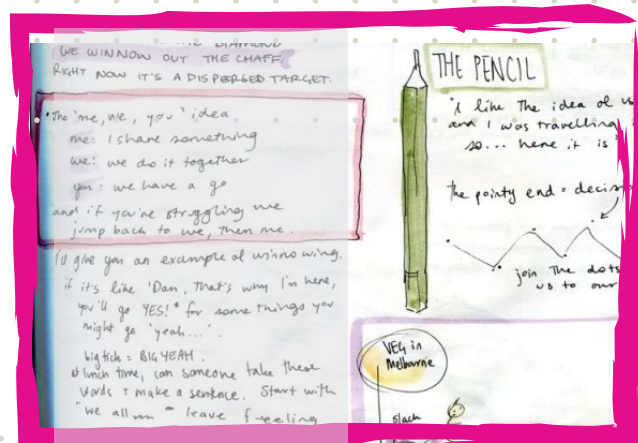 WE WINNOW OUT THE CHAFF
RIGHT NOW IT'S A DISPERSED TARGET.
The 'me, we, you' idea
me: I share something
we: we do it together
you: we have a go
and if you're struggling we
jump back to we, then me.
I'd give you an example of winnowing.
if it's like 'Dan, that's why I'm here,
you'll go YES!" for some things you
might go 'yeah...'.
big tick = BIG YEAH.
At lunch time, can someone take these
words & make a sentence. Start with
"we all leave feeling
THE PENCIL
"I like the idea of us
and I was travelling
so... here it is
the pointy end = decis
join the dots
us to our
VEG in
Melbourne
slack